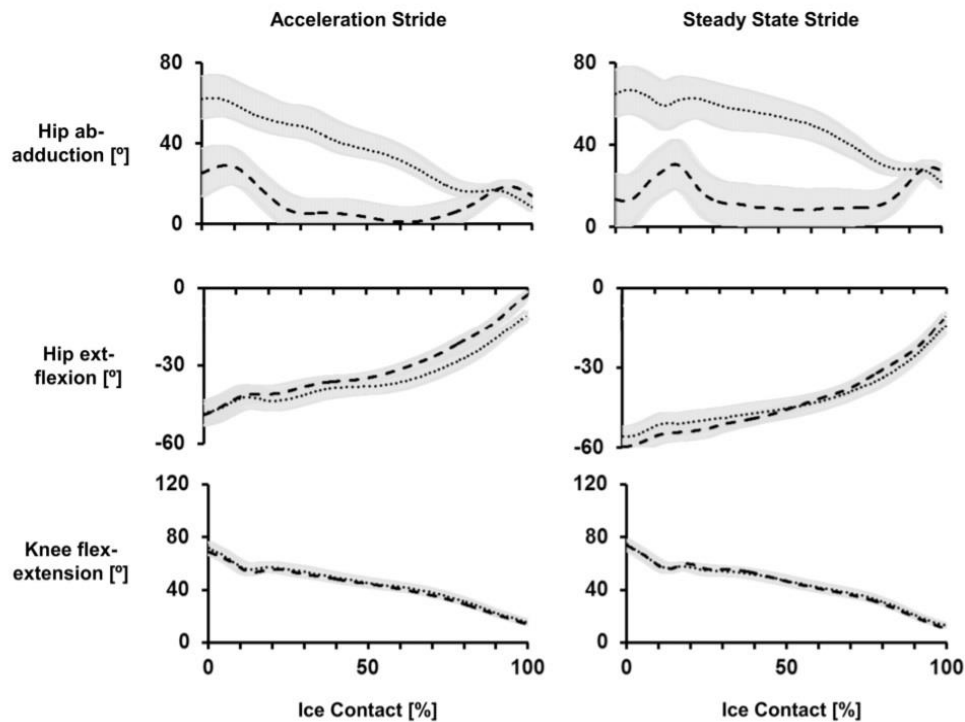 Acceleration Stride
Steady State Stride
Hip ab-
adduction [º]
80
40
0
80
40
0
Hip ext-
flexion [º]
0
-30
-60
0
-30
-60
Knee flex-
extension [º]
120
80
40
0
120
80
40
0
0
50
100
0
50
100
Ice Contact [%]
Ice Contact [%]